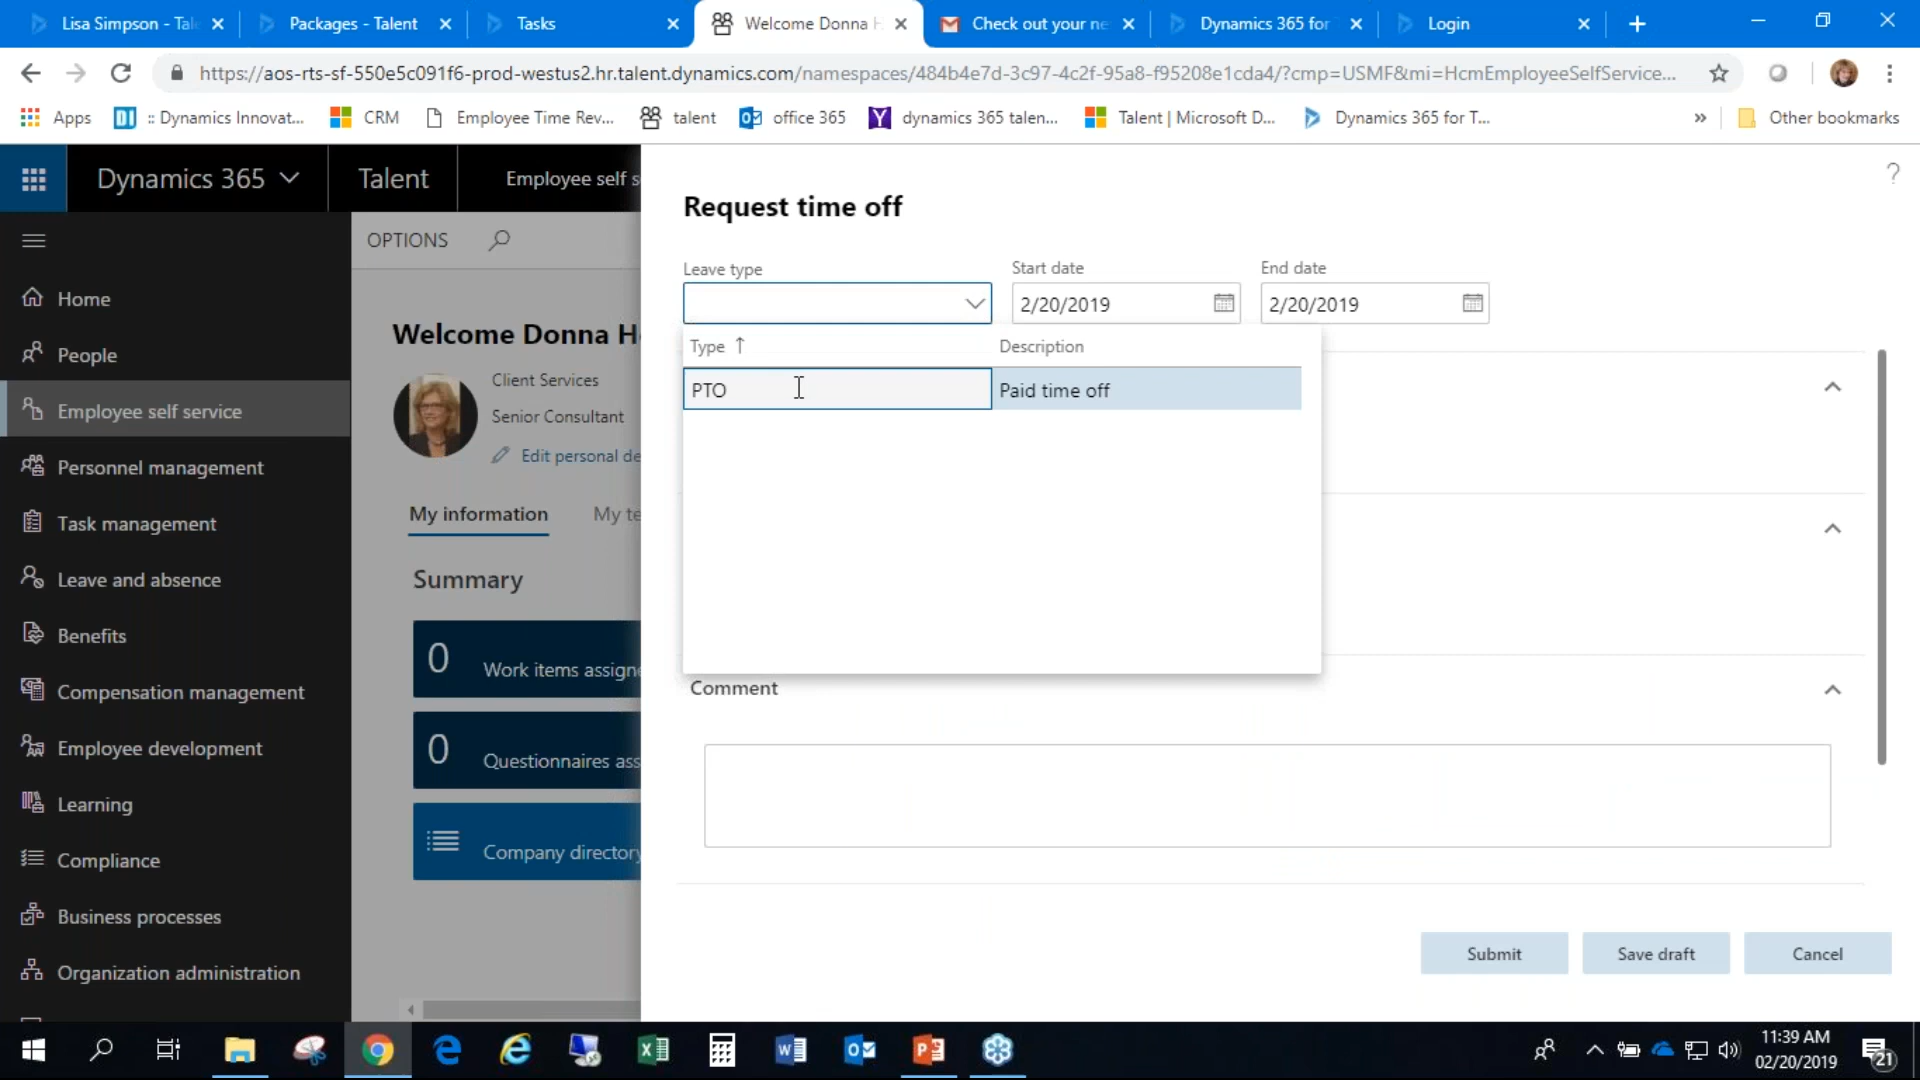 Lisa Simpson - Tal
Packages - Talent
Tasks
Welcome Donna H
Check out your ne
Dynamics 365 for
Login
https://aos-rts-sf-550e5c091f6-prod-westus2.hr.talent.dynamics.com/namespaces/484b4e7d-3c97-4c2f-95a8-f95208e1cda4/?cmp=USMF&mi=HcmEmployeeSelfService...
Apps
:: Dynamics Innovat...
CRM
Employee Time Rev...
talent
office 365
dynamics 365 talen...
Talent | Microsoft D...
Dynamics 365 for T...
»
Other bookmarks
Dynamics 365
Talent
Employee self s
?
Request time off
OPTIONS
Leave type
Start date
End date
2/20/2019
2/20/2019
Type ↑
Description
PTO
Paid time off
Home
People
Employee self service
Personnel management
Task management
Leave and absence
Benefits
Compensation management
Employee development
Learning
Compliance
Business processes
Organization administration
Welcome Donna H
Client Services
Senior Consultant
Edit personal de
My information
My te
Summary
0
Work items assigne
0
Questionnaires ass
Company directory
Comment
Submit
Save draft
Cancel
11:39 AM
02/20/2019
21